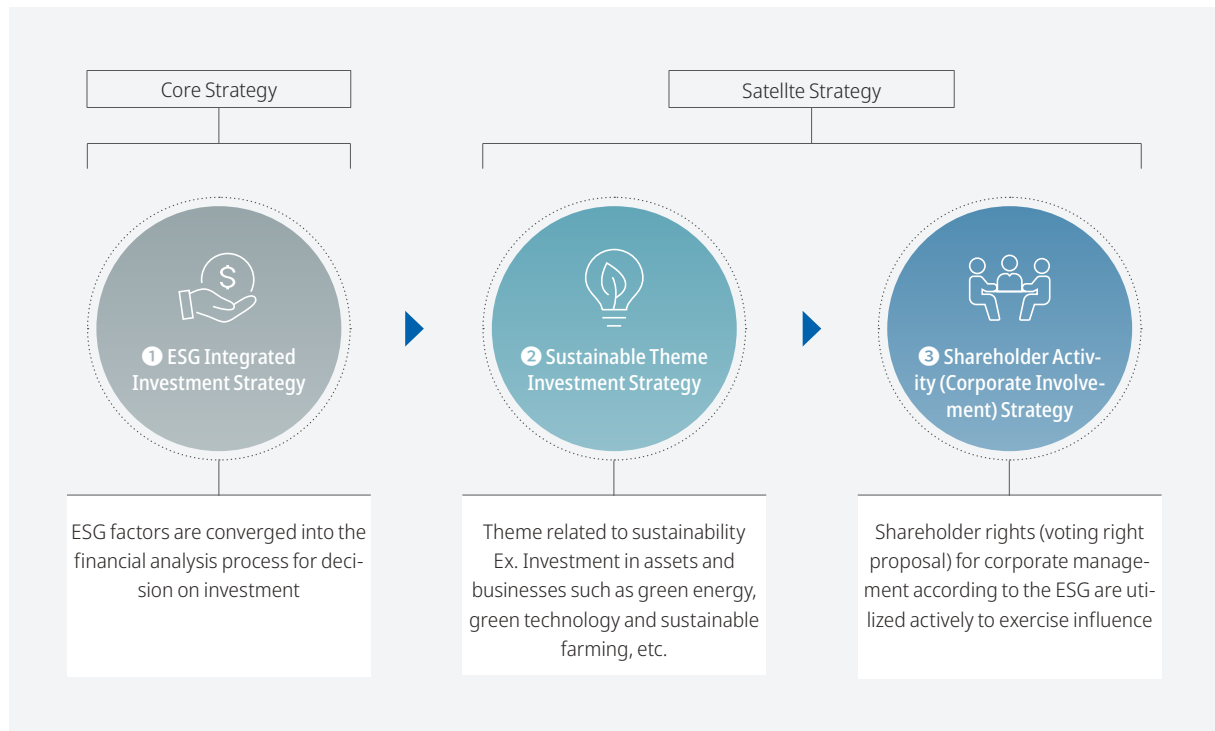 Core Strategy
Satellte Strategy
$
❶ ESG Integrated
Investment Strategy
❷ Sustainable Theme
Investment Strategy
❸ Shareholder Activ-
ity (Corporate Involve-
ment) Strategy
ESG factors are converged into the
financial analysis process for deci-
sion on investment
Theme related to sustainability
Ex. Investment in assets and
businesses such as green energy,
green technology and sustainable
farming, etc.
Shareholder rights (voting right
proposal) for corporate manage-
ment according to the ESG are uti-
lized actively to exercise influence